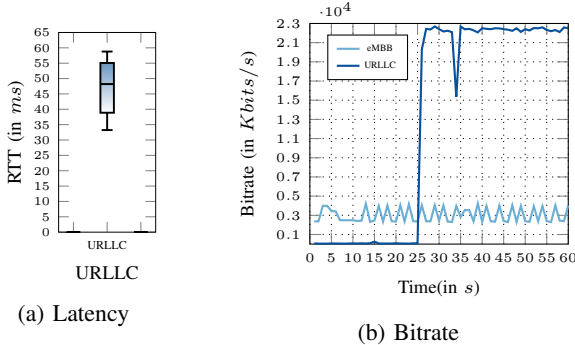 65
60
55
50
45
40
35
30
25
20
15
10
5
0
RTT (in ms)
URLLC
URLLC
(a) Latency
·10⁴
2.3
2.1
1.9
1.7
1.5
1.3
1.1
0.9
0.7
0.5
0.3
0.1
Bitrate (in Kbits/s)
eMBB
URLLC
0 5 10 15 20 25 30 35 40 45 50 55 60
Time(in s)
(b) Bitrate